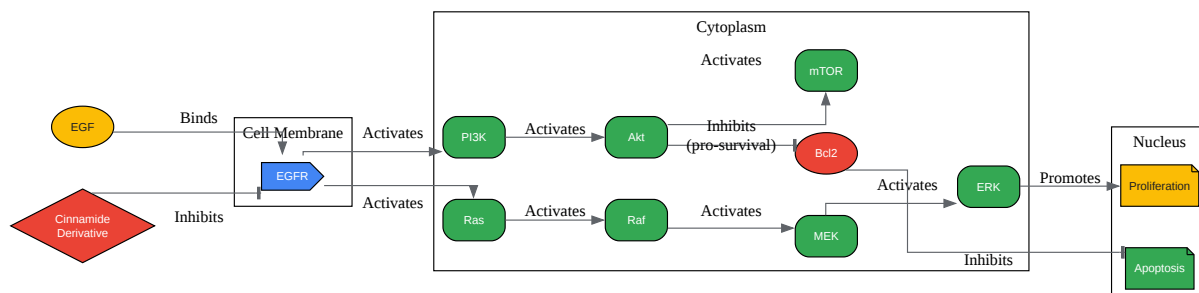 Cytoplasm
Activates
mTOR
EGF
Binds
Cell Membrane
EGFR
Activates
PI3K
Activates
Akt
Inhibits
(pro-survival)
Bcl2
Nucleus
Cinnamide
Derivative
Inhibits
Activates
Ras
Activates
Raf
Activates
MEK
Activates
ERK
Promotes
Proliferation
Inhibits
Apoptosis